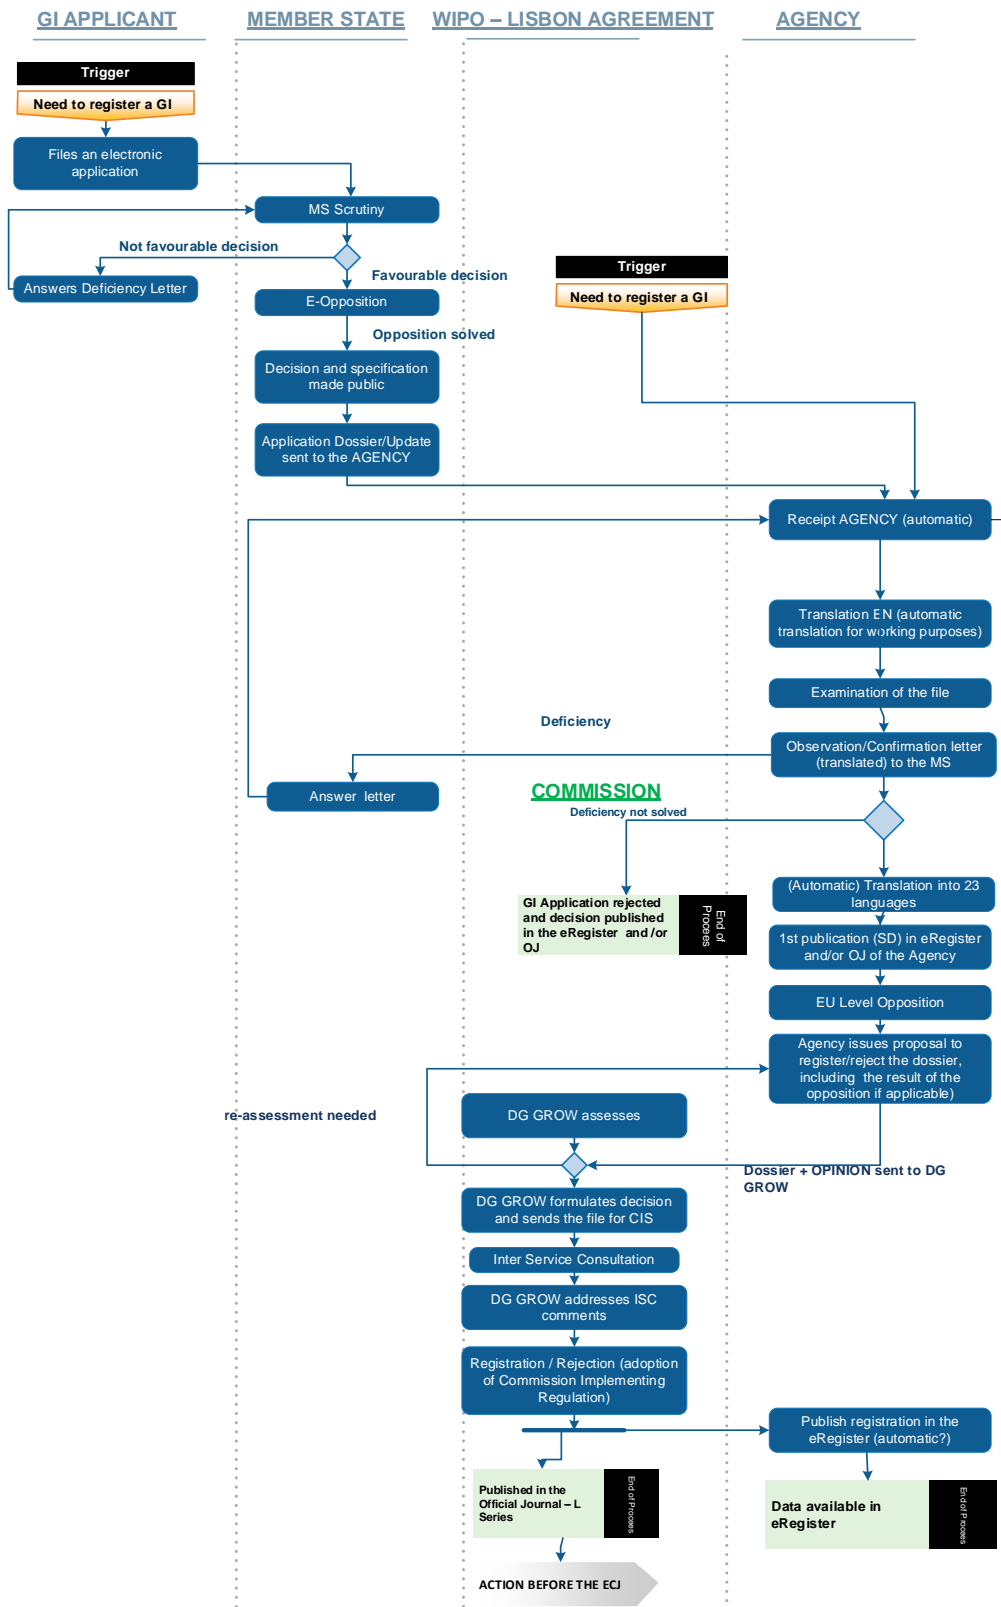 GI APPLICANT
MEMBER STATE
WIPO – LISBON AGREEMENT
AGENCY
Trigger
Need to register a GI
Files an electronic
application
MS Scrutiny
Not favourable decision
Answers Deficiency Letter
Favourable decision
E-Opposition
Opposition solved
Decision and specification
made public
Application Dossier/Update
sent to the AGENCY
Trigger
Need to register a GI
Receipt AGENCY (automatic)
Translation EN (automatic
translation for working purposes)
Examination of the file
Deficiency
Observation/Confirmation letter
(translated) to the MS
Answer letter
COMMISSION
Deficiency not solved
GI Application rejected
and decision published
in the eRegister and /or
OJ
End of
Procees
(Automatic) Translation into 23
languages
1st publication (SD) in eRegister
and/or OJ of the Agency
EU Level Opposition
Agency issues proposal to
register/reject the dossier,
including the result of the
opposition if applicable)
re-assessment needed
DG GROW assesses
Dossier + OPINION sent to DG
GROW
DG GROW formulates decision
and sends the file for CIS
Inter Service Consultation
DG GROW addresses ISC
comments
Registration / Rejection (adoption
of Commission Implementing
Regulation)
Publish registration in the
eRegister (automatic?)
Published in the
Official Journal – L
Series
End of Procees
Data available in
eRegister
End of Procees
ACTION BEFORE THE ECJ